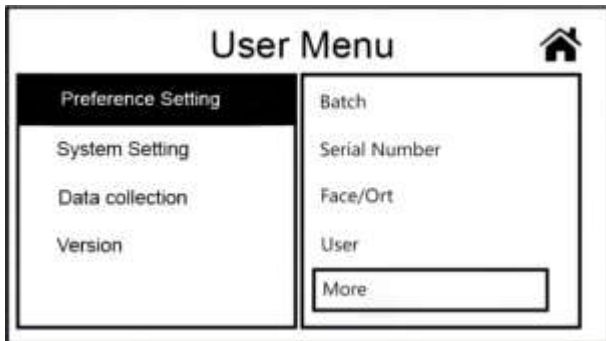 User Menu
Preference Setting
System Setting
Data collection
Version
Batch
Serial Number
Face/Ort
User
More